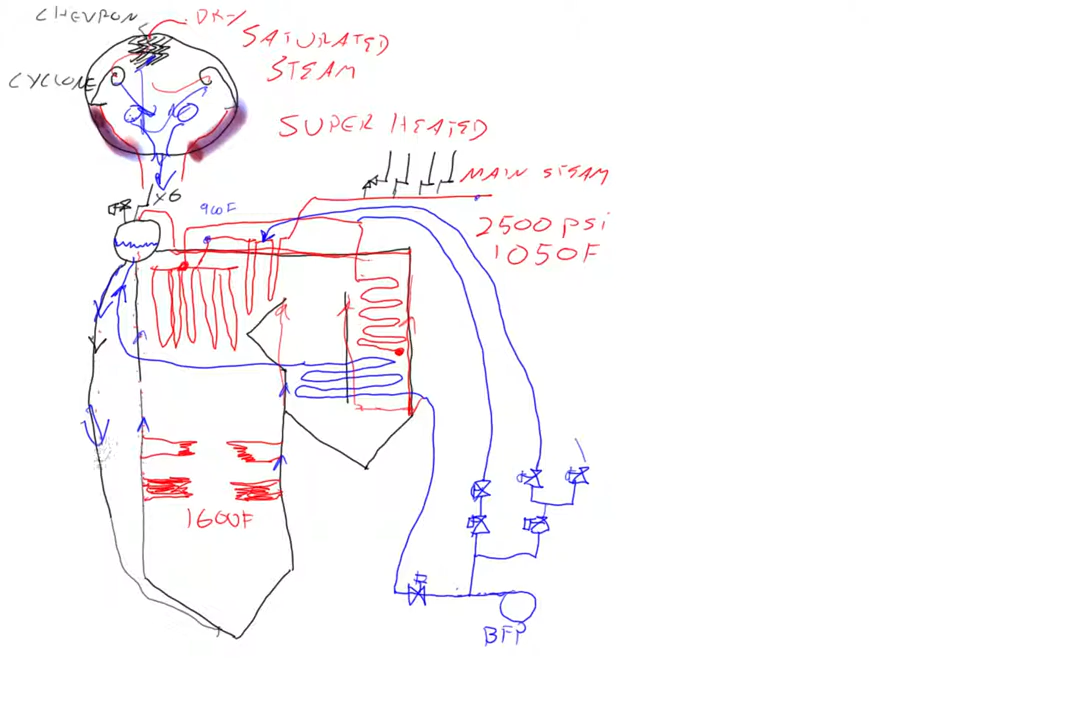 CHEVRON
DRY
SATURATED
STEAM
CYCLONE
SUPER HEATED
MAIN STEAM
X6
900F
2500 PSI
1050F
1600F
BFP